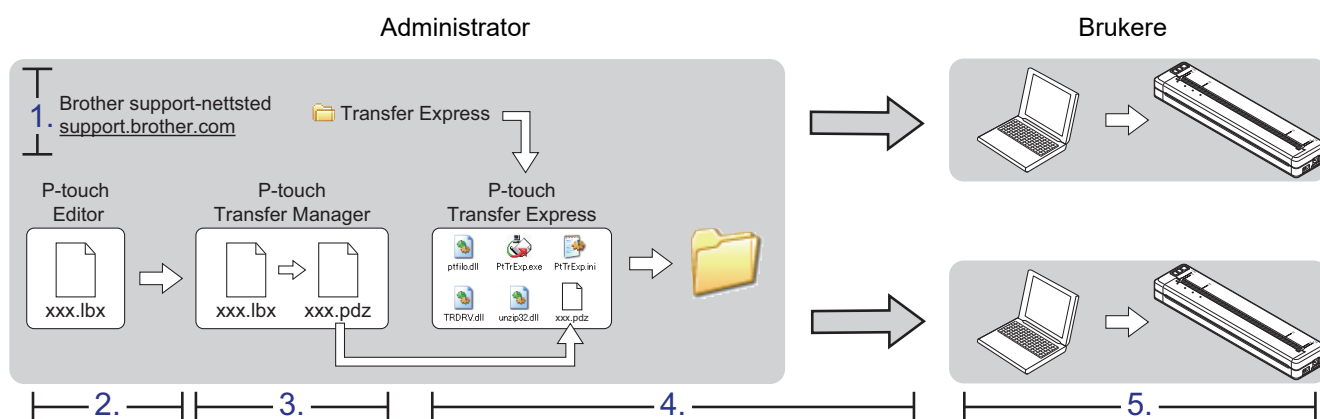 Administrator
Brukere
1.
Brother support-nettsted
support.brother.com
Transfer Express
P-touch
Editor
xxx.lbx
P-touch
Transfer Manager
xxx.lbx
xxx.pdz
P-touch
Transfer Express
ptfilo.dll
PtTrExp.exe
PtTrExp.ini
TRDRV.dll
unzip32.dll
xxx.pdz
2.
3.
4.
5.